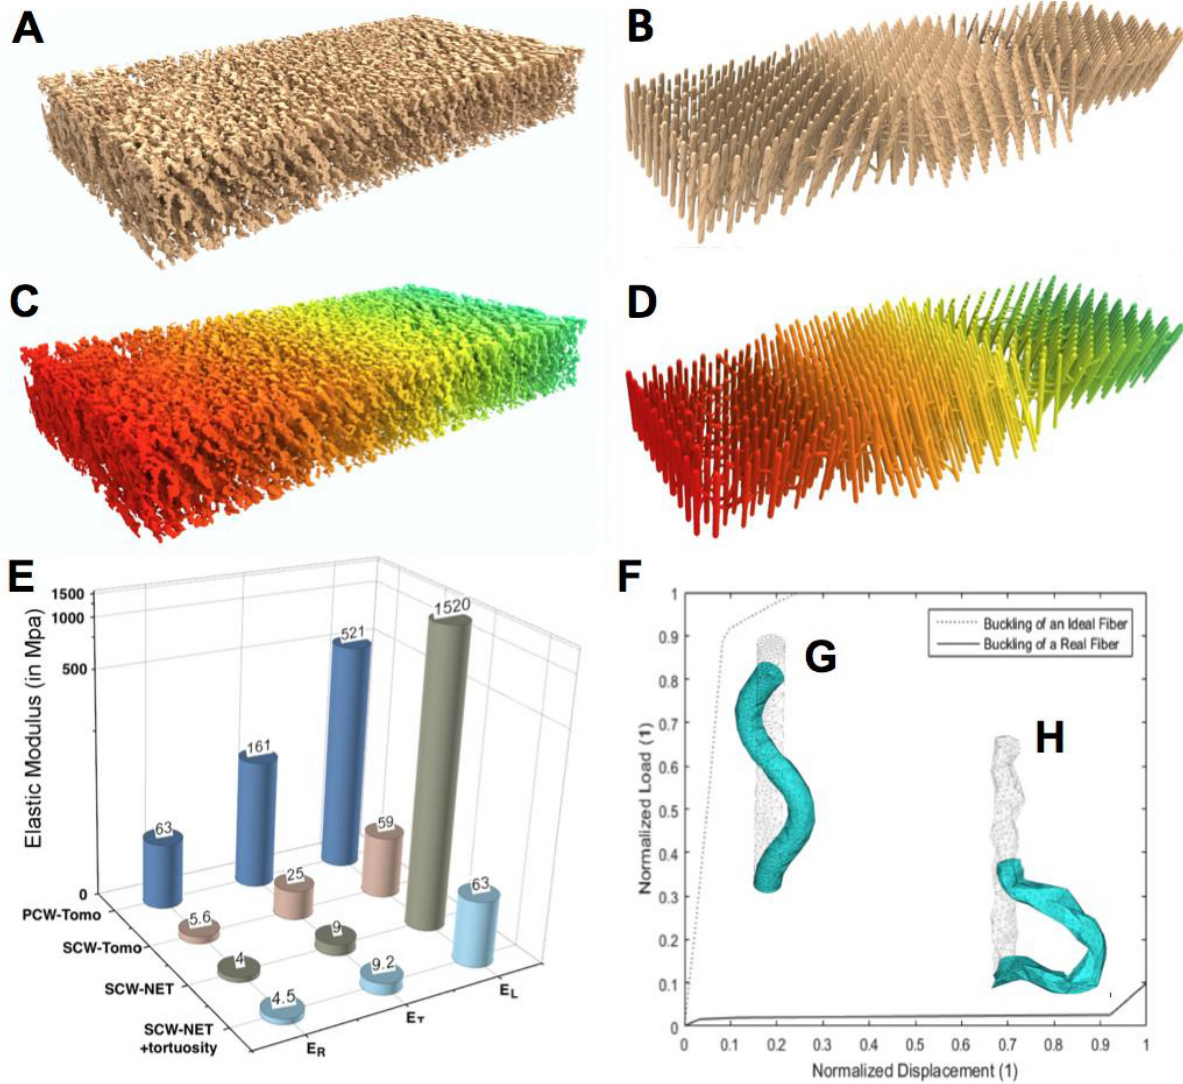 A
B
C
D
E
1500
1000
500
0
Elastic Modulus (in Mpa)
63
161
521
1520
5.6
25
59
4
9
63
4.5
9.2
PCW-Tomo
SCW-Tomo
SCW-NET
SCW-NET
+tortuosity
E_R
E_T
E_L
F
Buckling of an Ideal Fiber
Buckling of a Real Fiber
G
H
Normalized Load (1)
1
0.9
0.8
0.7
0.6
0.5
0.4
0.3
0.2
0.1
0
0 0.1 0.2 0.3 0.4 0.5 0.6 0.7 0.8 0.9 1
Normalized Displacement (1)